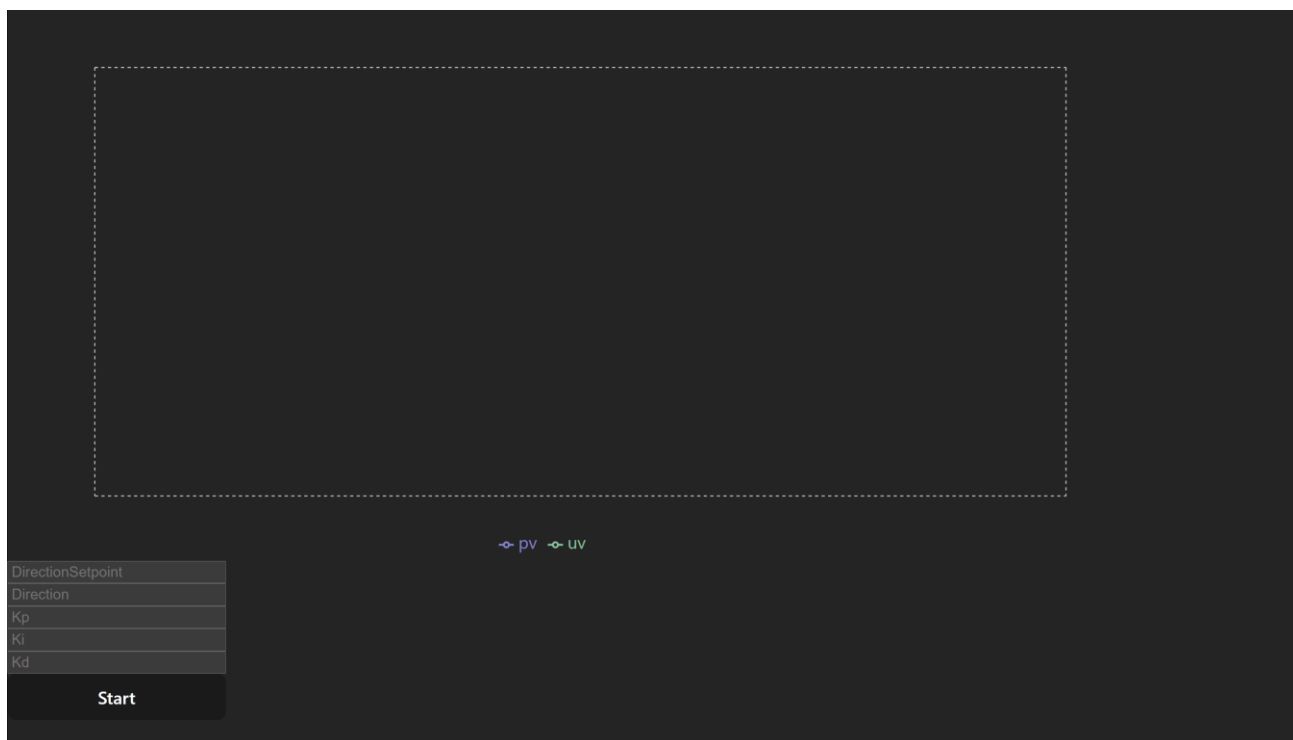 pv uv
DirectionSetpoint
Direction
Kp
Ki
Kd
Start